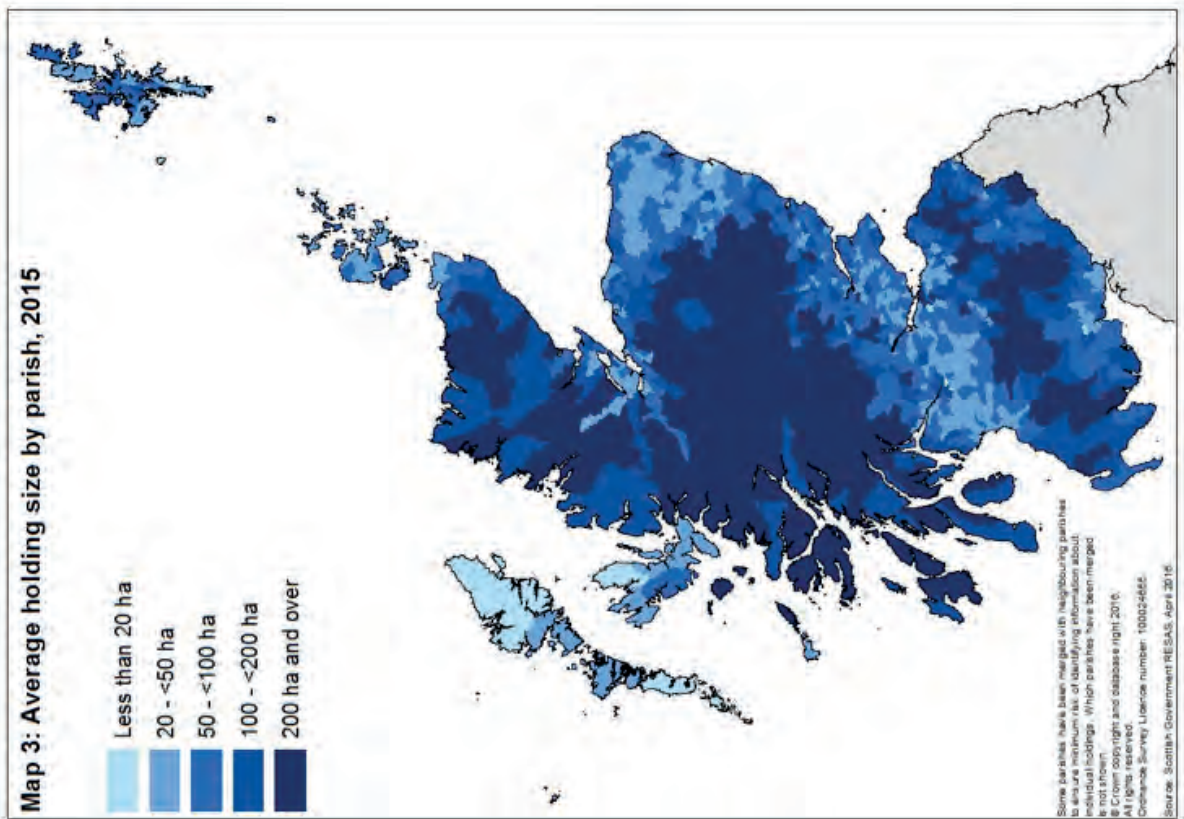 Map 3: Average holding size by parish, 2015
Less than 20 ha
20 - <50 ha
50 - <100 ha
100 - <200 ha
200 ha and over
Some parishes have been merged with neighbouring parishes
to ensure minimum risk of identifying information about
individual holdings. Which parishes have been merged
is not shown.
© Crown copyright and database right 2016.
All rights reserved.
Ordnance Survey Licence number: 100024655.
Source: Scottish Government RESAS, April 2016